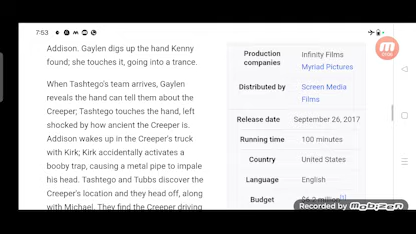 7:53
Addison. Gaylen digs up the hand Kenny
found; she touches it, going into a trance.
When Tashtego's team arrives, Gaylen
reveals the hand can tell them about the
Creeper; Tashtego touches the hand, left
shocked by how ancient the Creeper is.
Addison wakes up in the Creeper's truck
with Kirk; Kirk accidentally activates a
booby trap, causing a metal pipe to impale
his head. Tashtego and Tubbs discover the
Creeper's location and they head off, along
with Michael. They find the Creeper driving
Production companies Infinity Films
Myriad Pictures
Distributed by Screen Media
Films
Release date September 26, 2017
Running time 100 minutes
Country United States
Language English
Budget $6.2 million[1]
Recorded by Mobizen